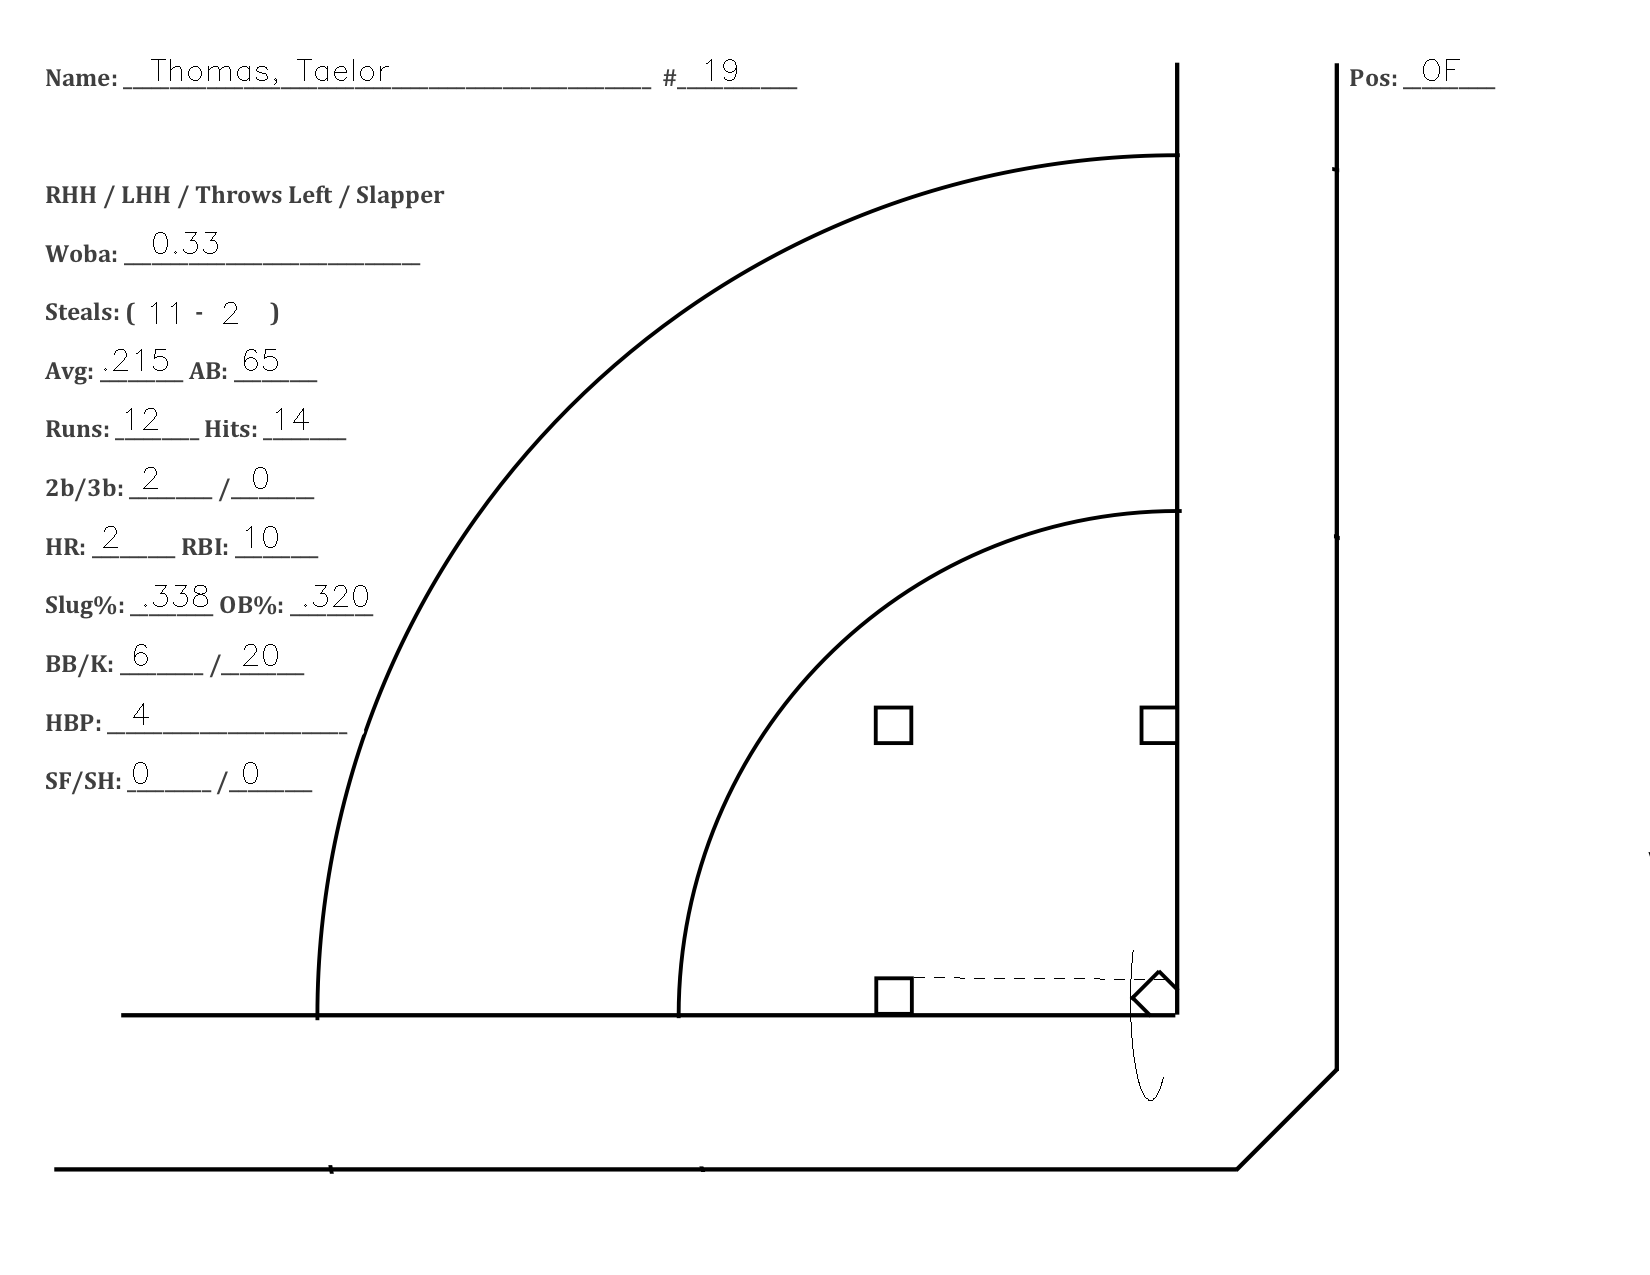 Name: Thomas, Taelor # 19 Pos: OF
RHH / LHH / Throws Left / Slapper
Woba: 0.33
Steals: ( 11 - 2 )
Avg: .215 AB: 65
Runs: 12 Hits: 14
2b/3b: 2 / 0
HR: 2 RBI: 10
Slug%: .338 OB%: .320
BB/K: 6 / 20
HBP: 4
SF/SH: 0 / 0